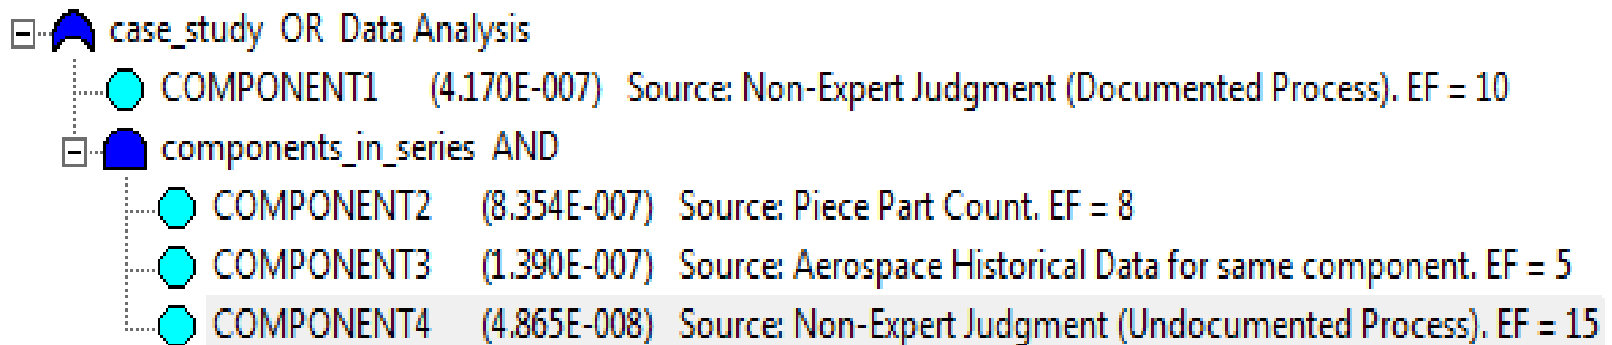 case_study OR Data Analysis
COMPONENT1 (4.170E-007) Source: Non-Expert Judgment (Documented Process). EF = 10
components_in_series AND
COMPONENT2 (8.354E-007) Source: Piece Part Count. EF = 8
COMPONENT3 (1.390E-007) Source: Aerospace Historical Data for same component. EF = 5
COMPONENT4 (4.865E-008) Source: Non-Expert Judgment (Undocumented Process). EF = 15